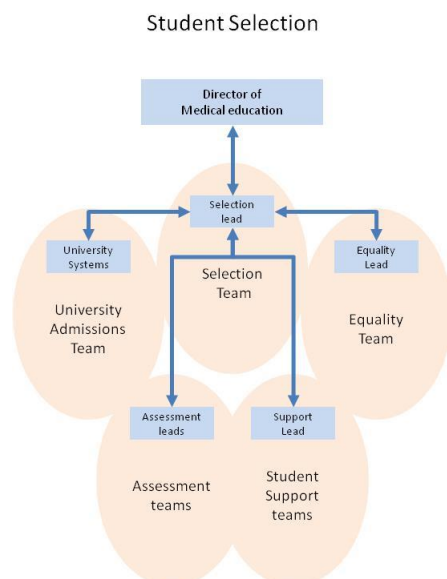 Student Selection
Director of
Medical education
Selection
lead
University
Systems
Equality
Lead
Selection
Team
University
Admissions
Team
Equality
Team
Assessment
leads
Support
Lead
Assessment
teams
Student
Support
teams